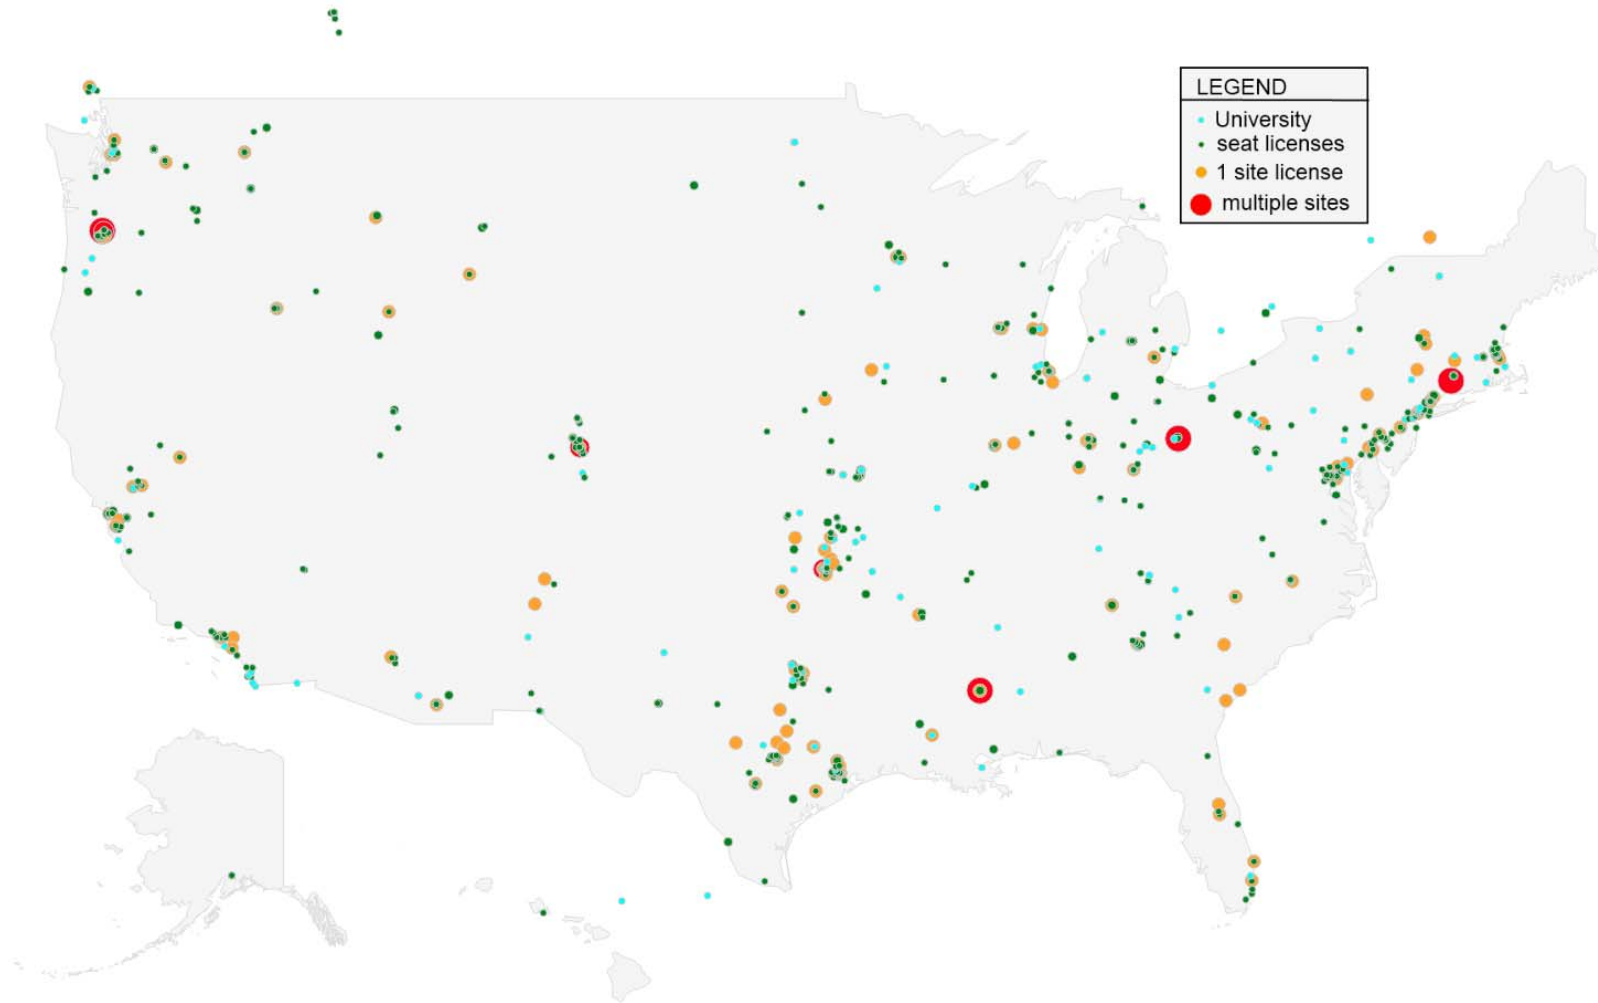 LEGEND
University
seat licenses
1 site license
multiple sites